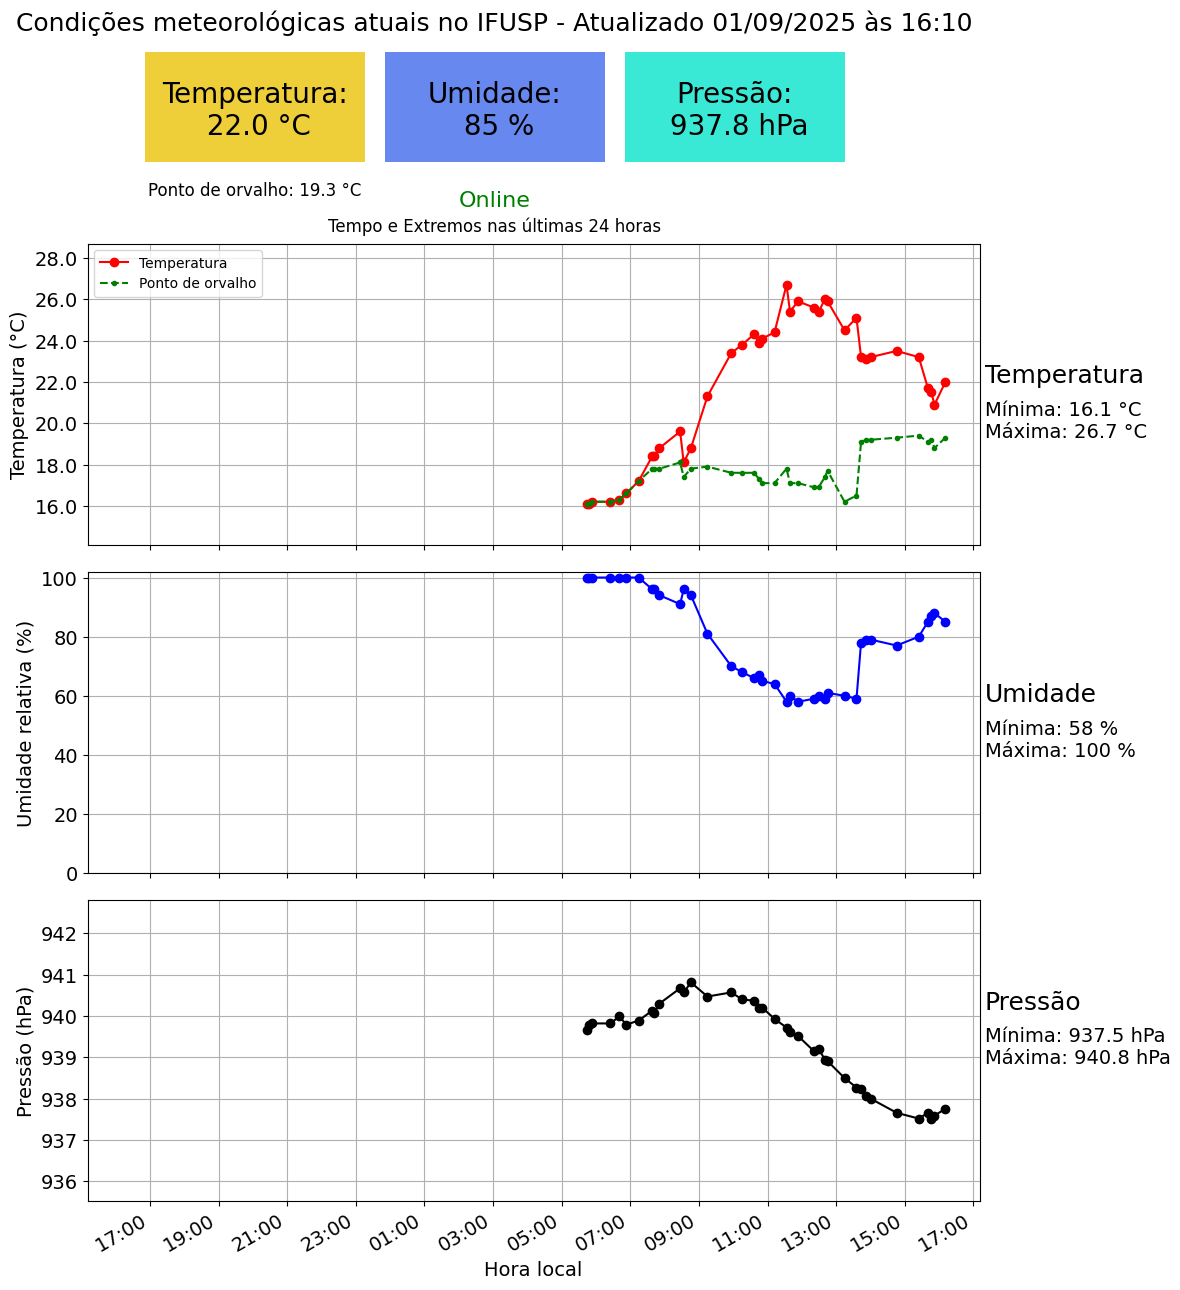 Condições meteorológicas atuais no IFUSP - Atualizado 01/09/2025 às 16:10
Temperatura:
22.0 °C
Umidade:
85 %
Pressão:
937.8 hPa
Ponto de orvalho: 19.3 °C
Online
Tempo e Extremos nas últimas 24 horas
Temperatura
Ponto de orvalho
Temperatura (°C)
28.0
26.0
24.0
22.0
20.0
18.0
16.0
Temperatura
Mínima: 16.1 °C
Máxima: 26.7 °C
Umidade relativa (%)
100
80
60
40
20
0
Umidade
Mínima: 58 %
Máxima: 100 %
Pressão (hPa)
942
941
940
939
938
937
936
Pressão
Mínima: 937.5 hPa
Máxima: 940.8 hPa
17:00
19:00
21:00
23:00
01:00
03:00
05:00
07:00
09:00
11:00
13:00
15:00
17:00
Hora local